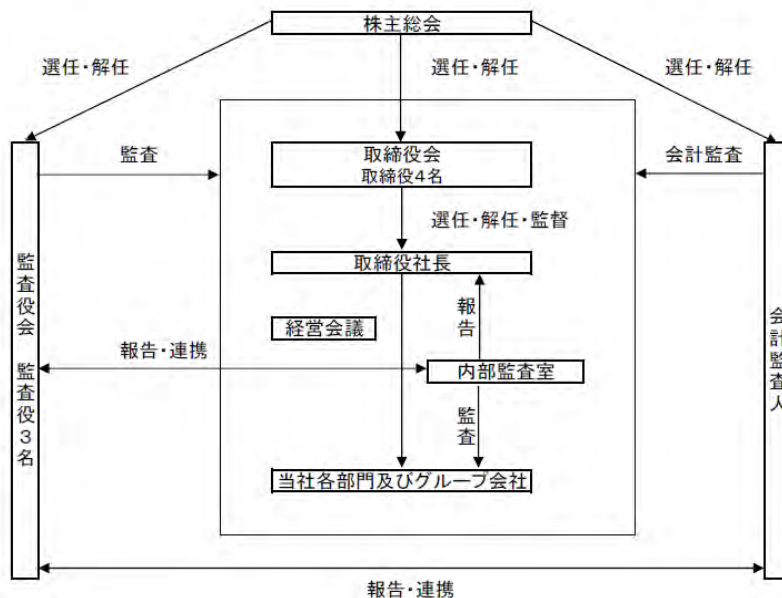 株主総会
選任・解任
選任・解任
選任・解任
監査
取締役会
取締役4名
会計監査
選任・解任・監督
取締役社長
監査役会 監査役3名
報告
経営会議
会計監査人
報告・連携
内部監査室
監査
当社各部門及びグループ会社
報告・連携